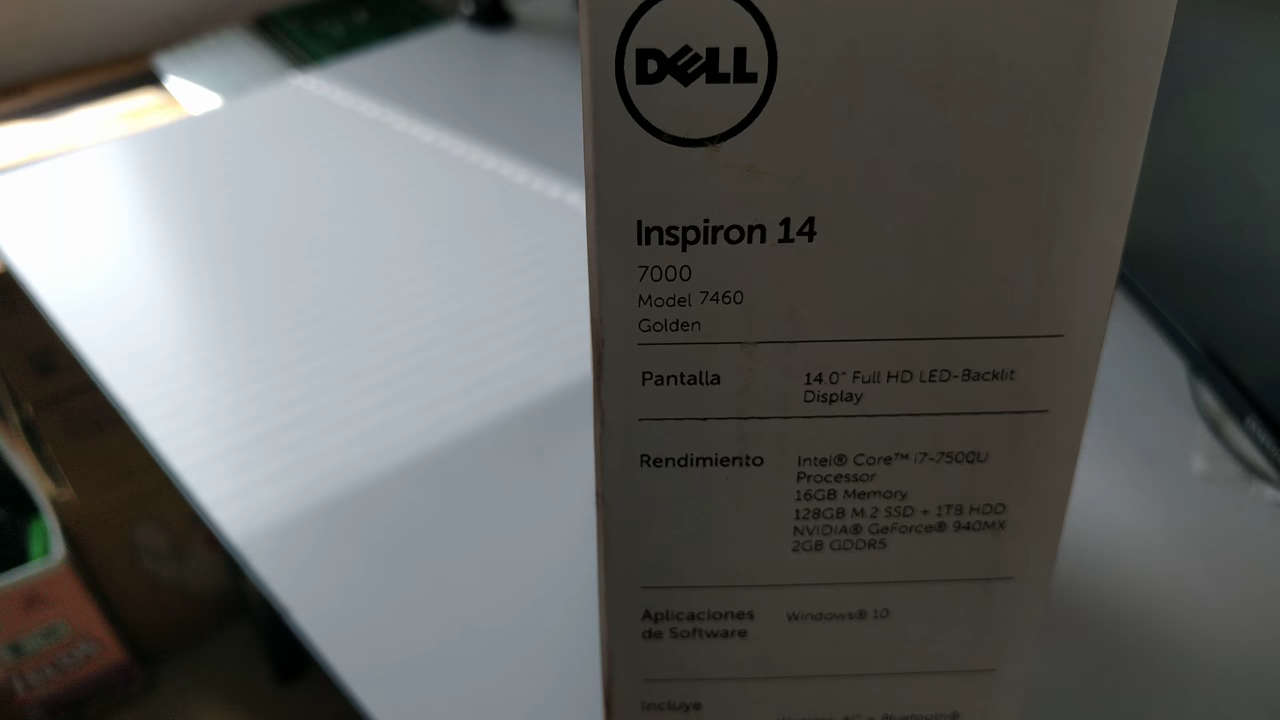 DELL
Inspiron 14
7000
Model 7460
Golden
Pantalla
14.0" Full HD LED-Backlit
Display
Rendimiento
Intel® Core™ i7-7500U
Processor
16GB Memory
128GB M.2 SSD + 1TB HDD
NVIDIA® GeForce® 940MX
2GB GDDR5
Aplicaciones
de Software
Windows® 10
Incluye